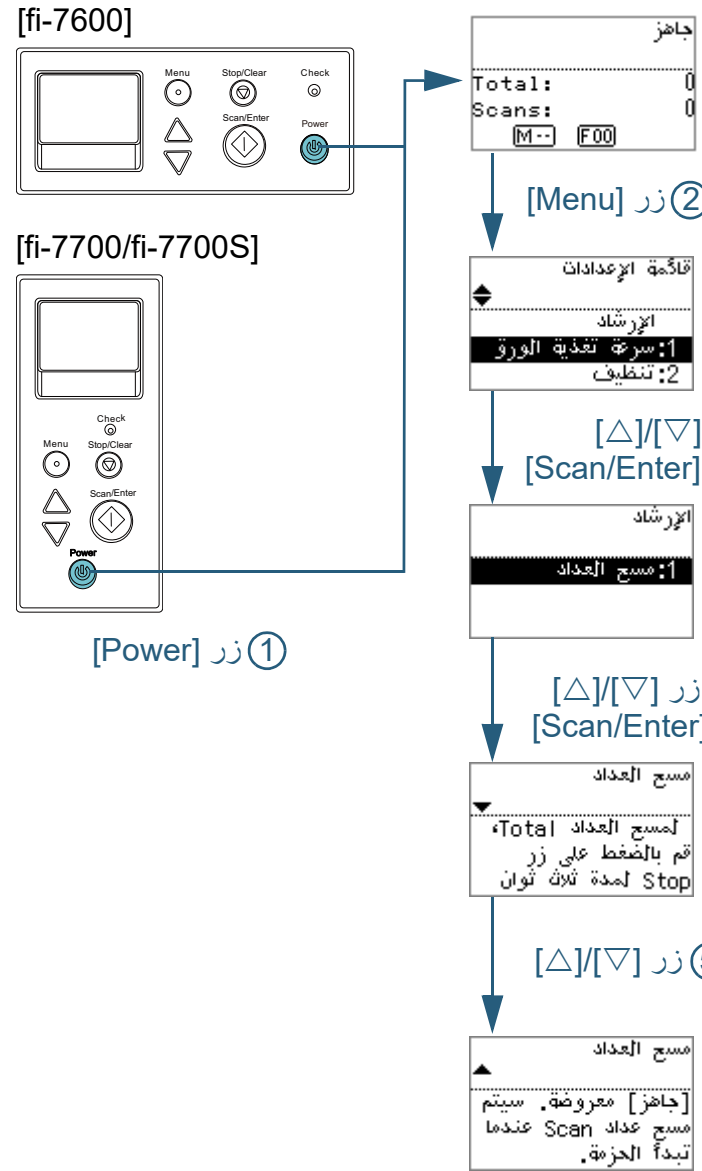 [fi-7600]
Menu
Stop/Clear
Check
Scan/Enter
Power
[fi-7700/fi-7700S]
Check
Menu
Stop/Clear
Scan/Enter
Power
① زر [Power]
جاهز
Total: 0
Scans: 0
M-- F00
② زر [Menu]
قائمة الإعدادات
الإرشاد
1: سرعة تغذية الورق
2: تنظيف
[△]/[▽]
[Scan/Enter]
الإرشاد
1: مسح العداد
زر [△]/[▽]
[Scan/Enter]
مسح العداد
لمسح العداد Total،
قم بالضغط على زر
Stop لمدة ثلاث ثوان
زر [△]/[▽]
مسح العداد
[جاهز] معروضة. سيتم
مسح عداد Scan عندما
تبدأ الحزمة.